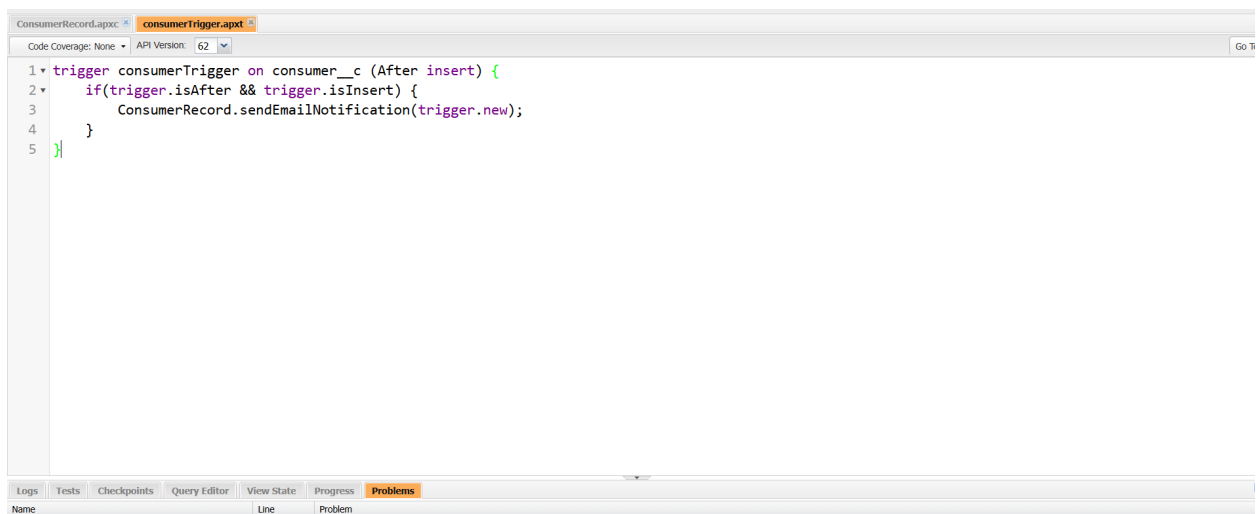 ConsumerRecord.apxc consumerTrigger.apxt
Code Coverage: None API Version: 62 Go To
1 trigger consumerTrigger on consumer__c (After insert) {
2 if(trigger.isAfter && trigger.isInsert) {
3 ConsumerRecord.sendEmailNotification(trigger.new);
4 }
5 }
Logs Tests Checkpoints Query Editor View State Progress Problems
Name Line Problem